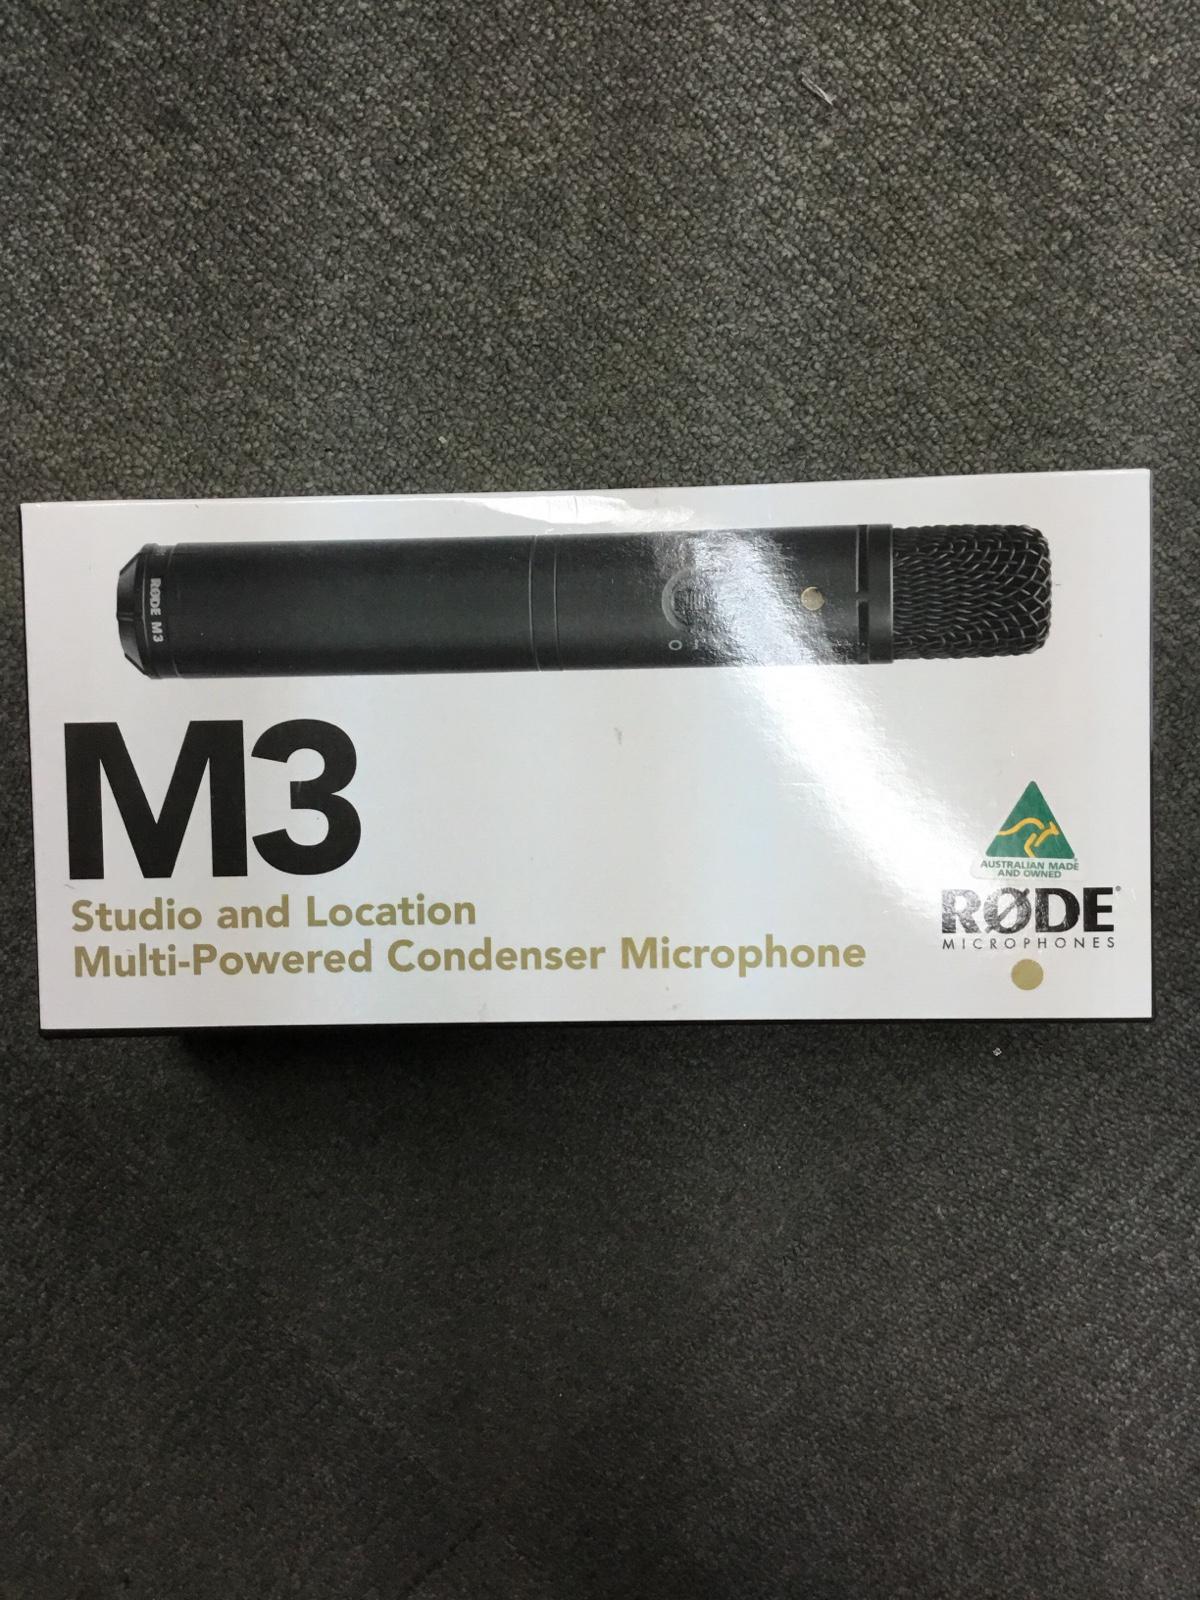 RØDE M3
O I
M3
Studio and Location
Multi-Powered Condenser Microphone
AUSTRALIAN MADE
AND OWNED
RØDE
MICROPHONES